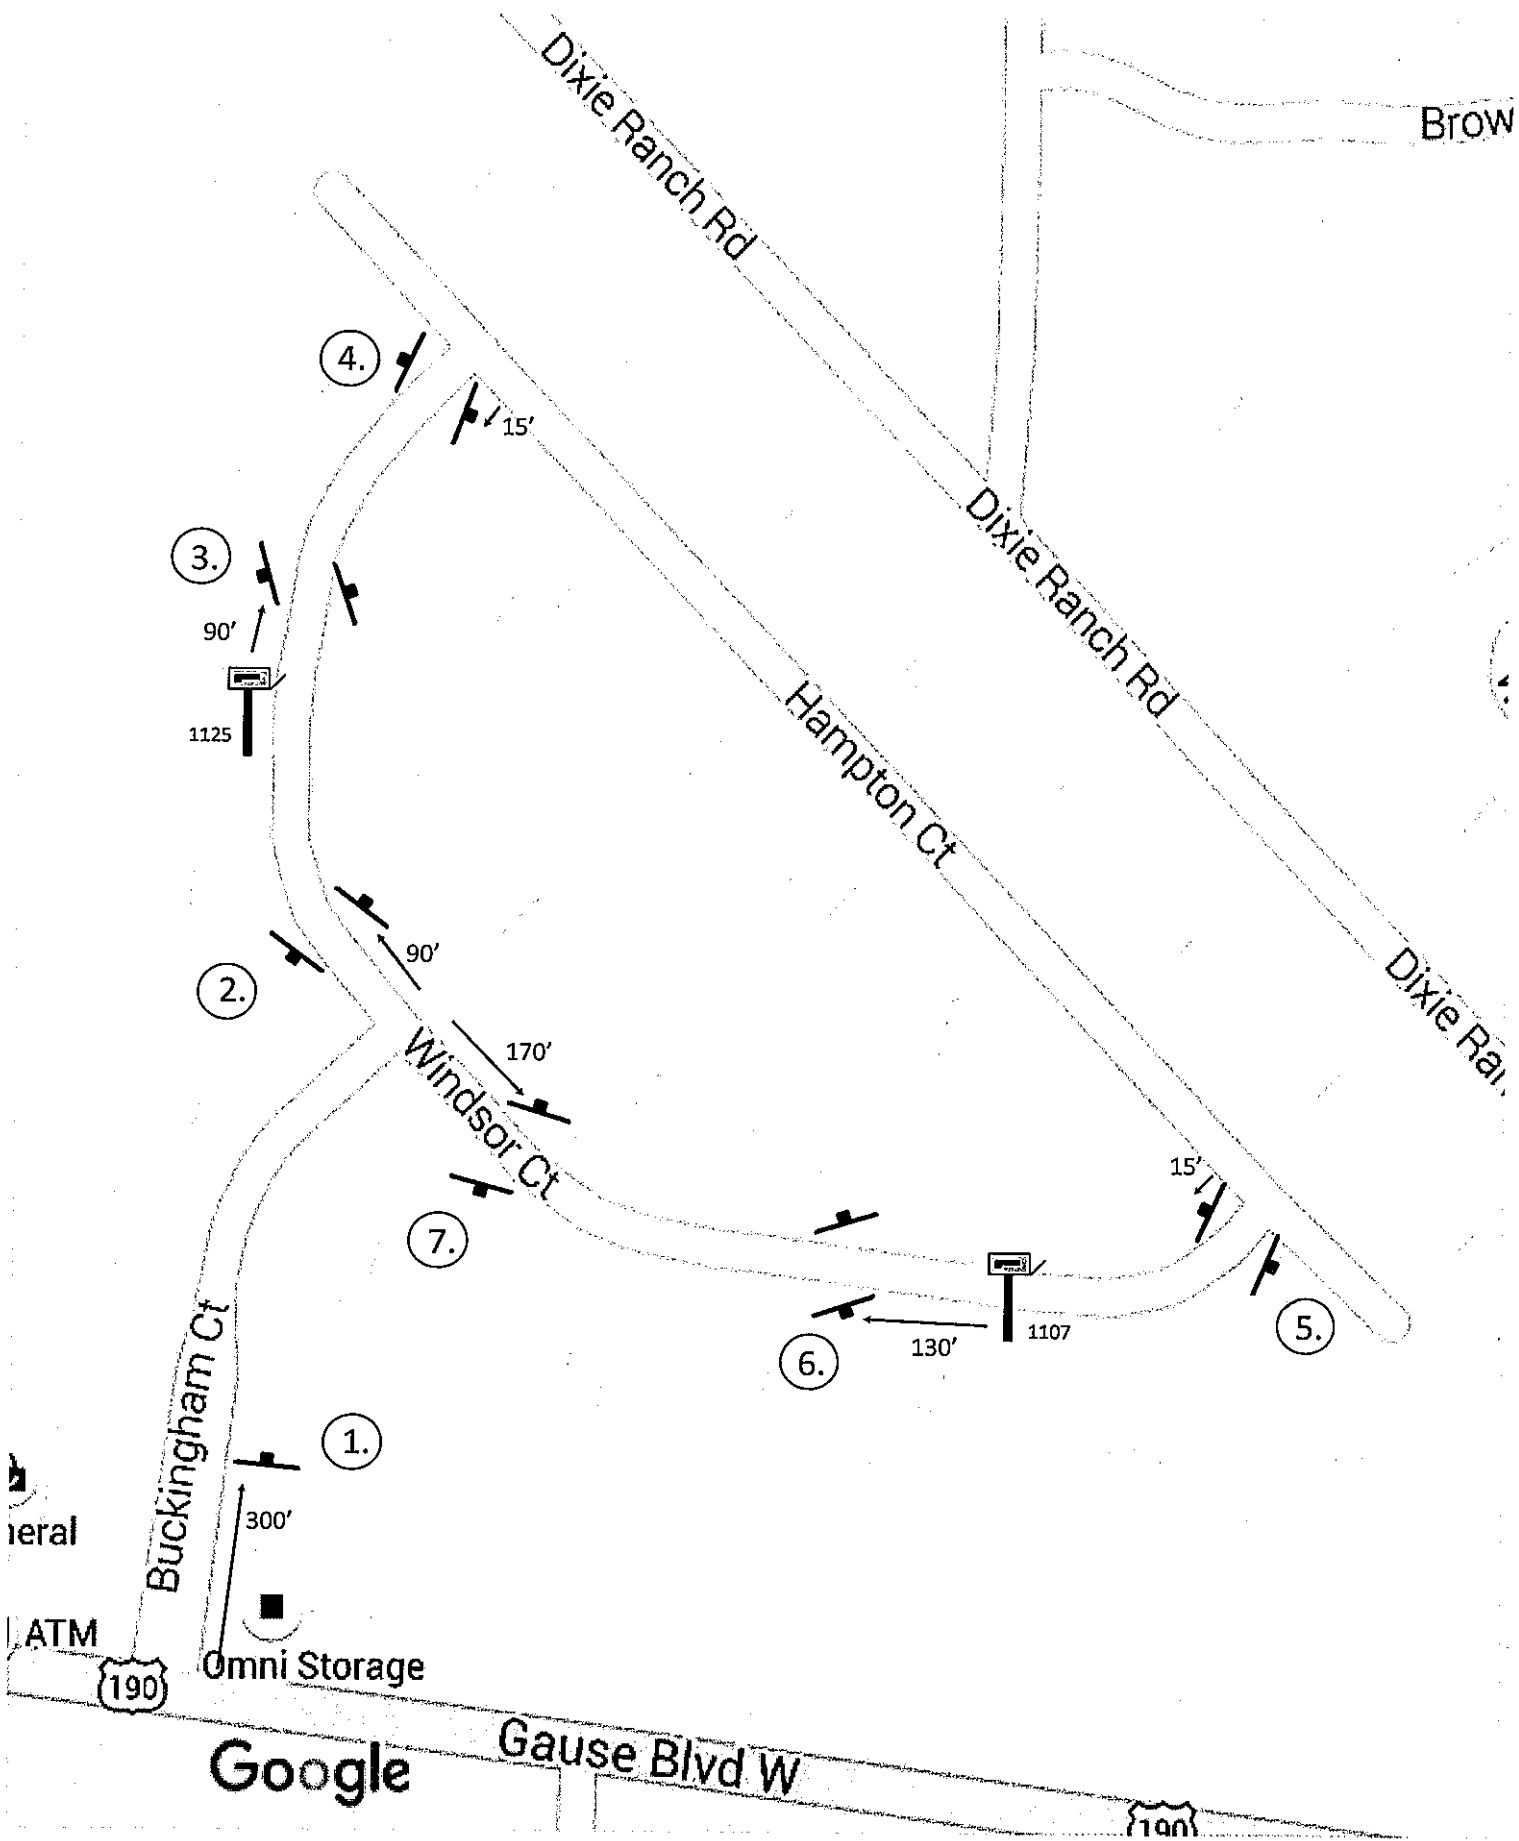 Dixie Ranch Rd
Brow
4.
15'
3.
90'
1125
Dixie Ranch Rd
Hampton Ct
2.
90'
Windsor Ct
170'
Dixie Ran
15'
7.
6.
130'
1107
5.
Buckingham Ct
1.
300'
neral
ATM
190
Omni Storage
Google
Gause Blvd W
190